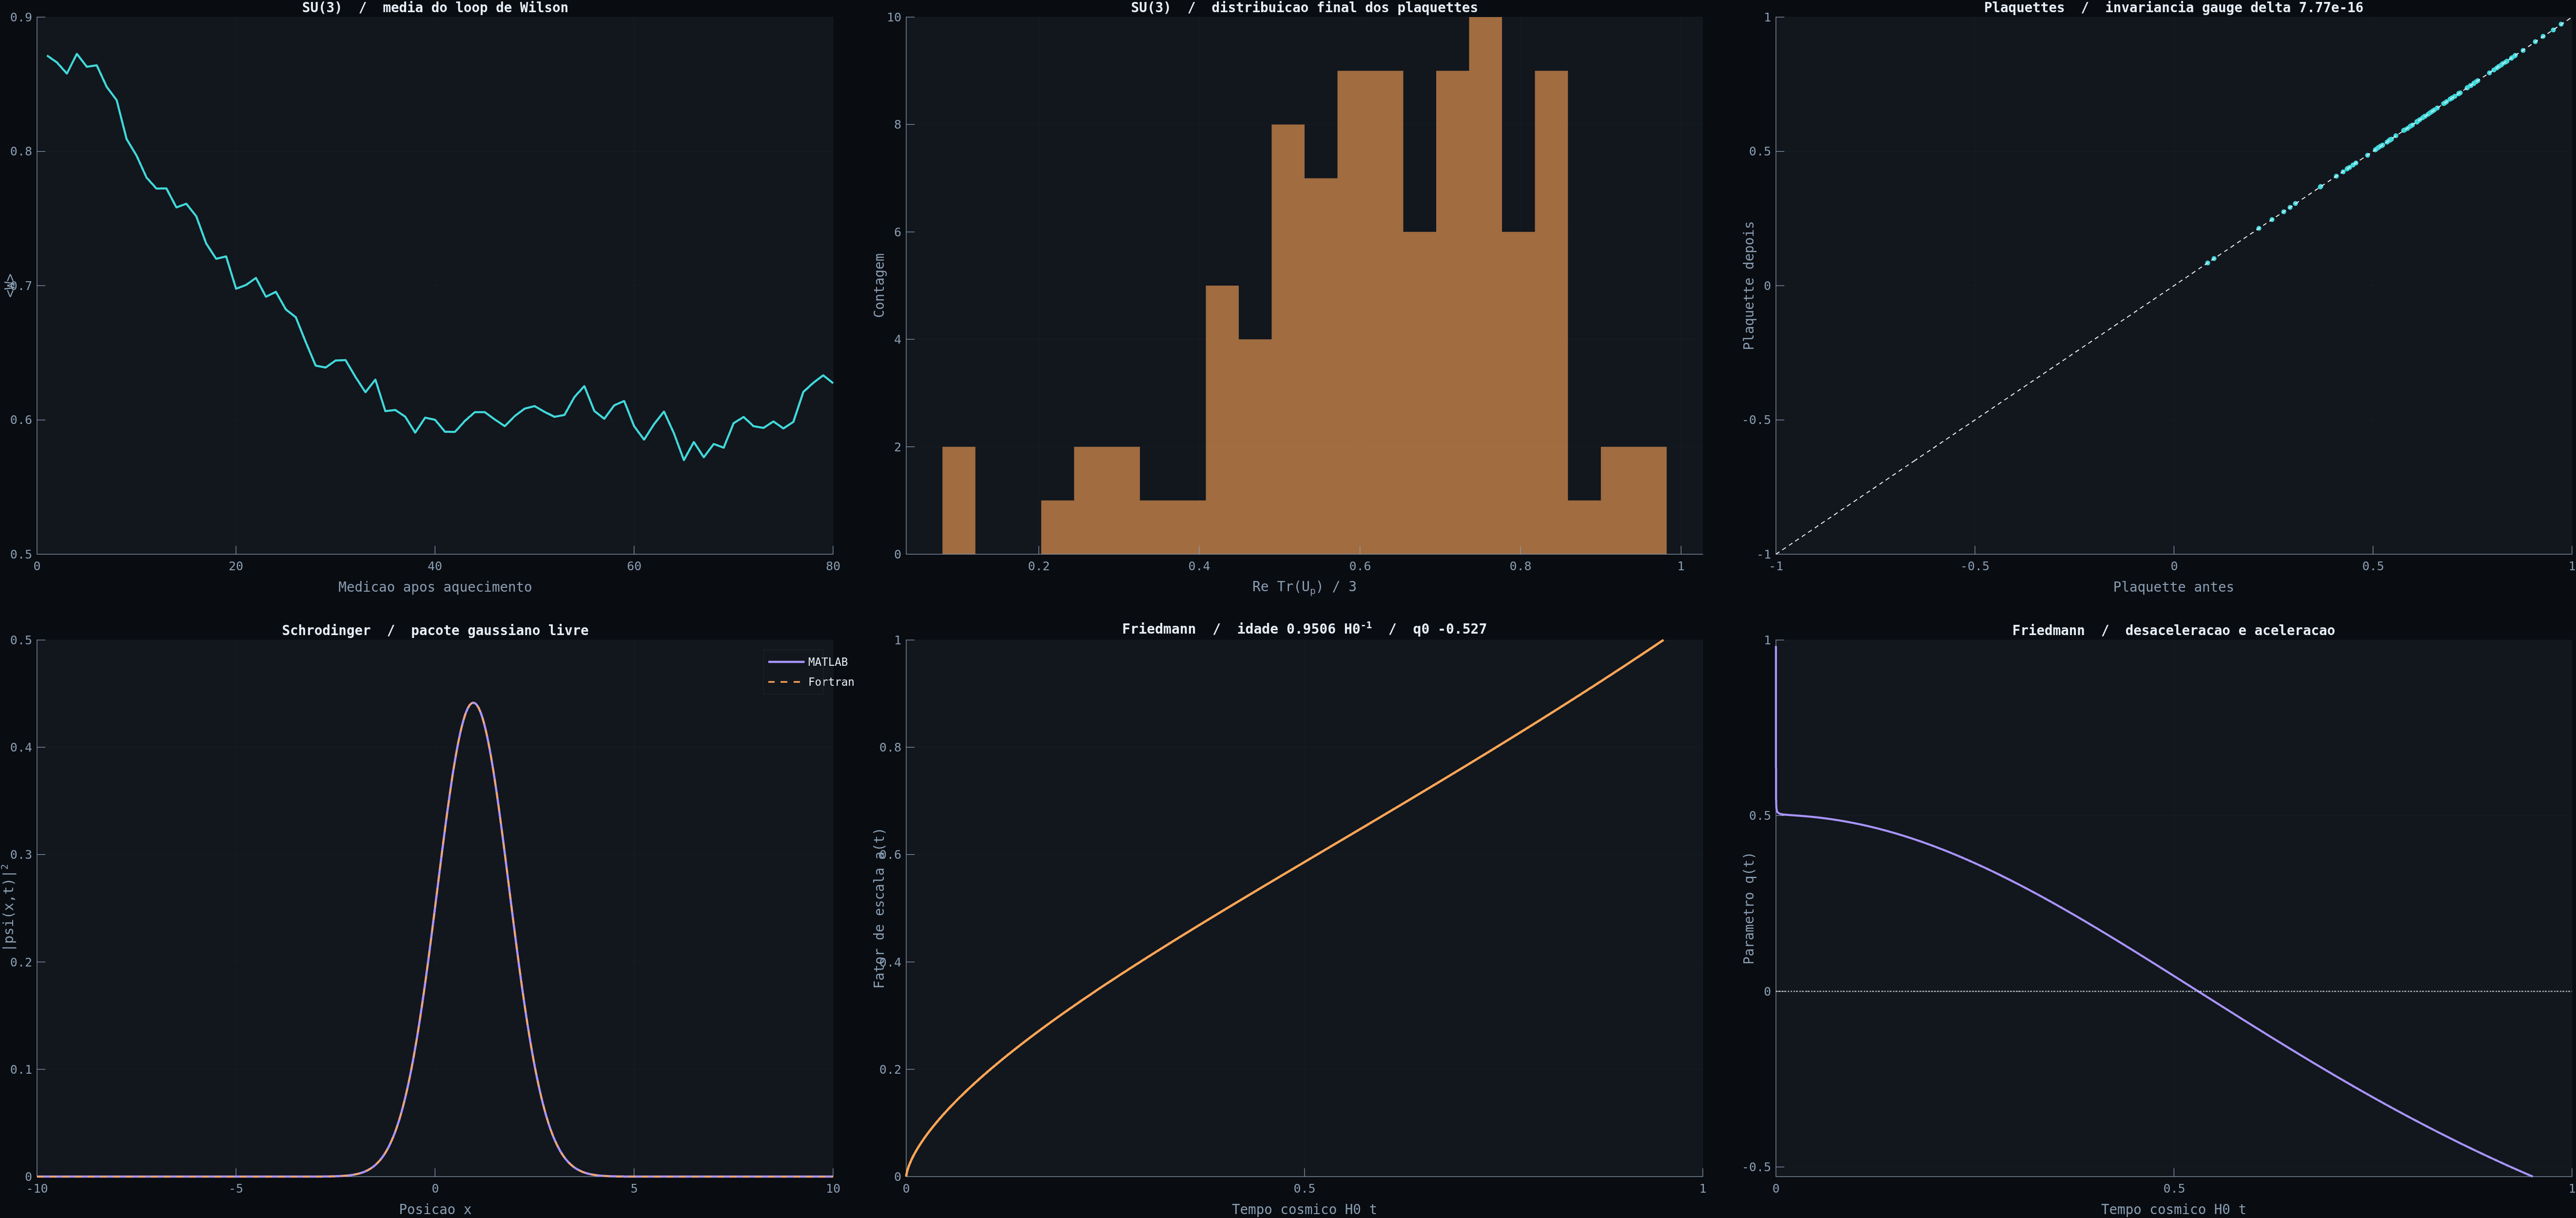 SU(3)  /  media do loop de Wilson
0.9
0.8
0.7
0.6
0.5
<W>
0 20 40 60 80
Medicao apos aquecimento
SU(3)  /  distribuicao final dos plaquettes
10
8
6
4
2
0
Contagem
0.2 0.4 0.6 0.8 1
Re Tr(Up) / 3
Plaquettes  /  invariancia gauge delta 7.77e-16
1
0.5
0
-0.5
-1
Plaquette depois
-1 -0.5 0 0.5 1
Plaquette antes
Schrodinger  /  pacote gaussiano livre
0.5
0.4
0.3
0.2
0.1
0
|psi(x,t)|²
MATLAB
Fortran
-10 -5 0 5 10
Posicao x
Friedmann  /  idade 0.9506 H0⁻¹  /  q0 -0.527
1
0.8
0.6
0.4
0.2
0
Fator de escala a(t)
0 0.5 1
Tempo cosmico H0 t
Friedmann  /  desaceleracao e aceleracao
1
0.5
0
-0.5
Parametro q(t)
0 0.5 1
Tempo cosmico H0 t